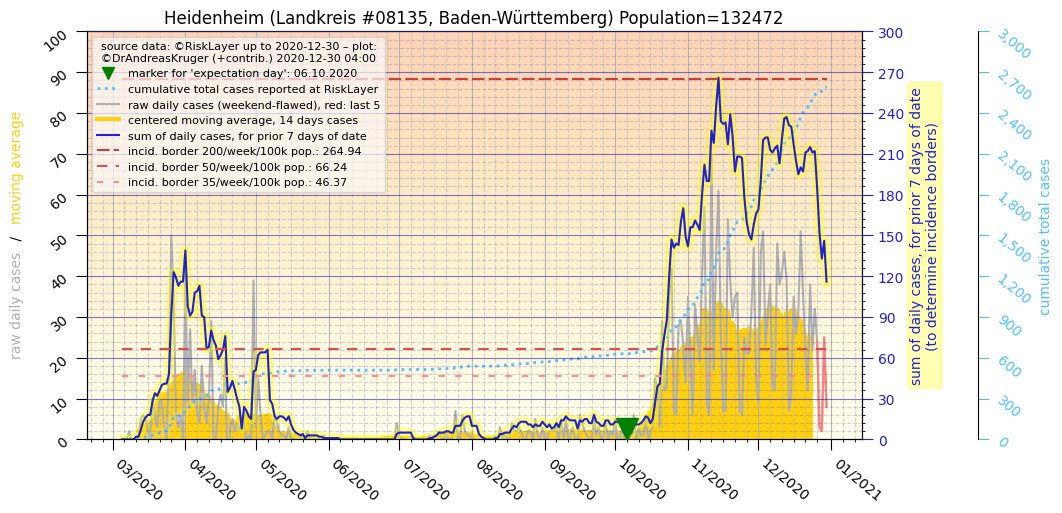 Heidenheim (Landkreis #08135, Baden-Württemberg) Population=132472
source data: ©RiskLayer up to 2020-12-30 – plot:
©DrAndreasKruger (+contrib.) 2020-12-30 04:00
marker for 'expectation day': 06.10.2020
cumulative total cases reported at RiskLayer
raw daily cases (weekend-flawed), red: last 5
centered moving average, 14 days cases
sum of daily cases, for prior 7 days of date
incid. border 200/week/100k pop.: 264.94
incid. border 50/week/100k pop.: 66.24
incid. border 35/week/100k pop.: 46.37
raw daily cases / moving average
100
90
80
70
60
50
40
30
20
10
0
03/2020
04/2020
05/2020
06/2020
07/2020
08/2020
09/2020
10/2020
11/2020
12/2020
01/2021
300
270
240
210
180
150
120
90
60
30
0
sum of daily cases, for prior 7 days of date
(to determine incidence borders)
3,000
2,700
2,400
2,100
1,800
1,500
1,200
900
600
300
0
cumulative total cases